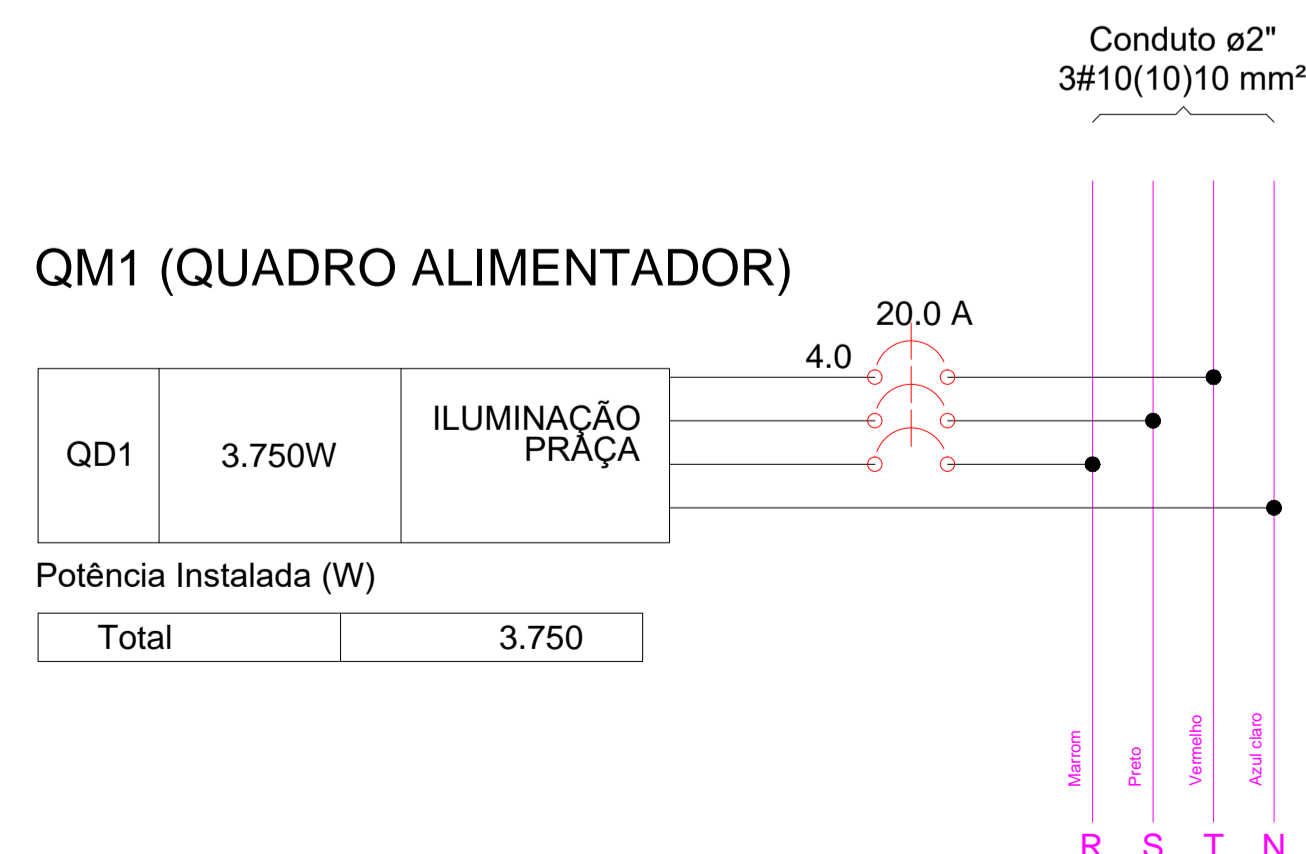 Conduto ø2"
3#10(10)10 mm²
QM1 (QUADRO ALIMENTADOR)
20.0 A
4.0
QD1
3.750W
ILUMINAÇÃO
PRAÇA
Potência Instalada (W)
Total 3.750
Marrom
Preto
Vermelho
Azul claro
R S T N